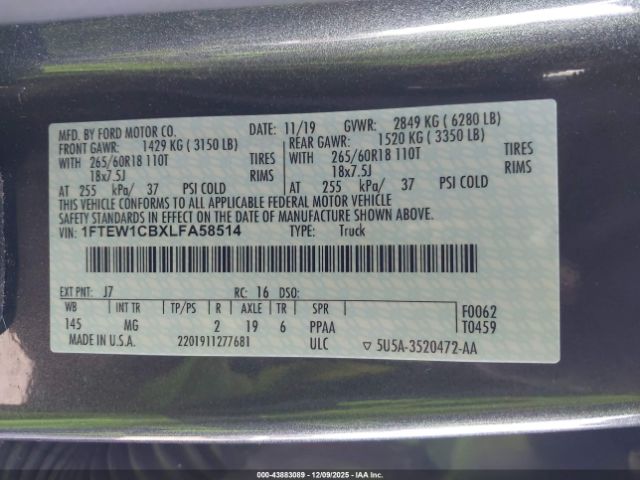 MFD. BY FORD MOTOR CO. DATE: 11/19 GVWR: 2849 KG ( 6280 LB)
FRONT GAWR: 1429 KG ( 3150 LB) REAR GAWR: 1520 KG ( 3350 LB)
WITH 265/60R18 110T TIRES WITH 265/60R18 110T TIRES
18x7.5J RIMS 18x7.5J RIMS
AT 255 kPa/ 37 PSI COLD AT 255 kPa/ 37 PSI COLD
THIS VEHICLE CONFORMS TO ALL APPLICABLE FEDERAL MOTOR VEHICLE
SAFETY STANDARDS IN EFFECT ON THE DATE OF MANUFACTURE SHOWN ABOVE.
VIN: 1FTEW1CBXLFA58514 TYPE: Truck
EXT PNT: J7 RC: 16 DSO:
WB INT TR TP/PS R AXLE TR SPR F0062
145 MG 2 19 6 PPAA T0459
MADE IN U.S.A. 2201911277681 ULC ▽ 5U5A-3520472-AA
000-43883089 | 12/09/2025 | IAA Inc.